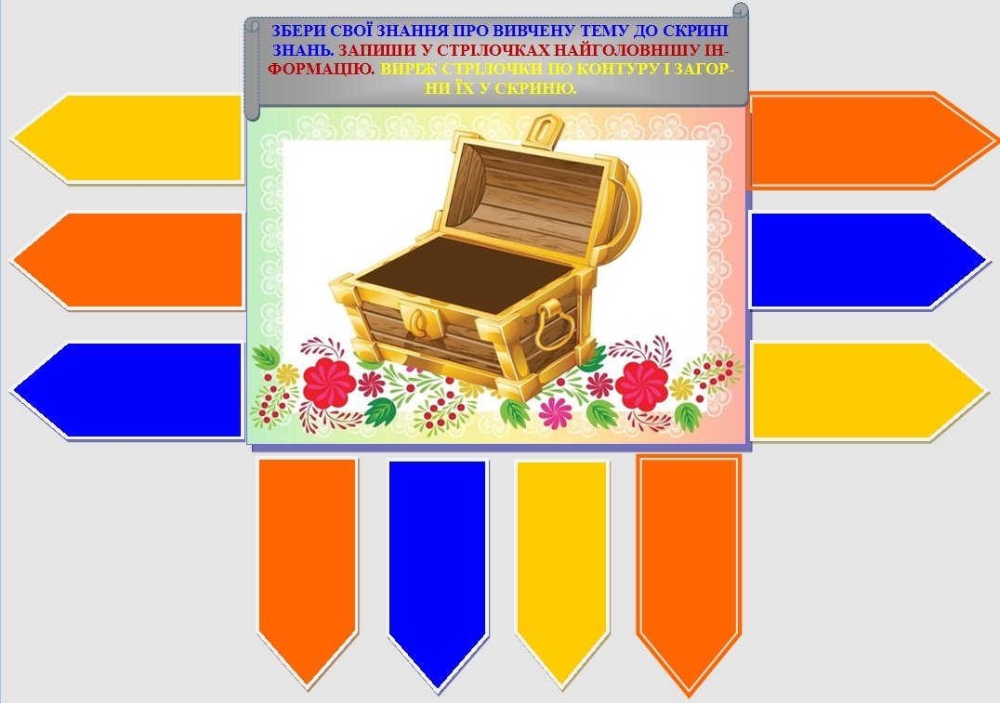 ЗБЕРИ СВОЇ ЗНАННЯ ПРО ВИВЧЕНУ ТЕМУ ДО СКРИНІ
ЗНАНЬ. ЗАПИШИ У СТРІЛОЧКАХ НАЙГОЛОВНІШУ ІН-
ФОРМАЦІЮ. ВИРІЖ СТРІЛОЧКИ ПО КОНТУРУ І ЗАГОР-
НИ ЇХ У СКРИНЮ.